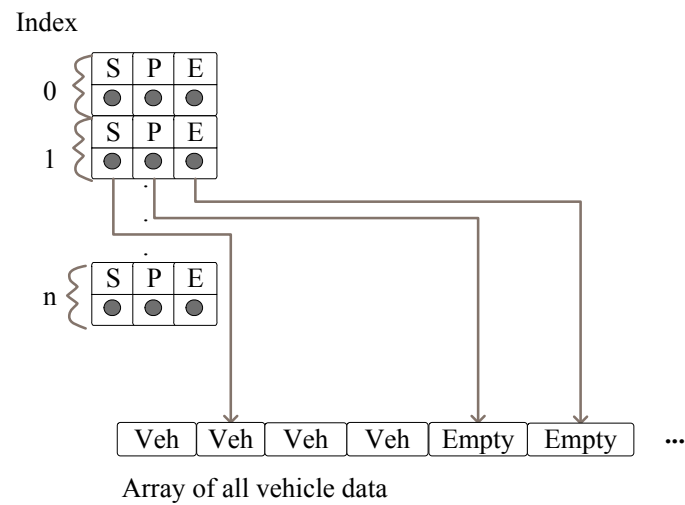 Index
S P E
0
S P E
1
S P E
n
Veh Veh Veh Veh Empty Empty ...
Array of all vehicle data